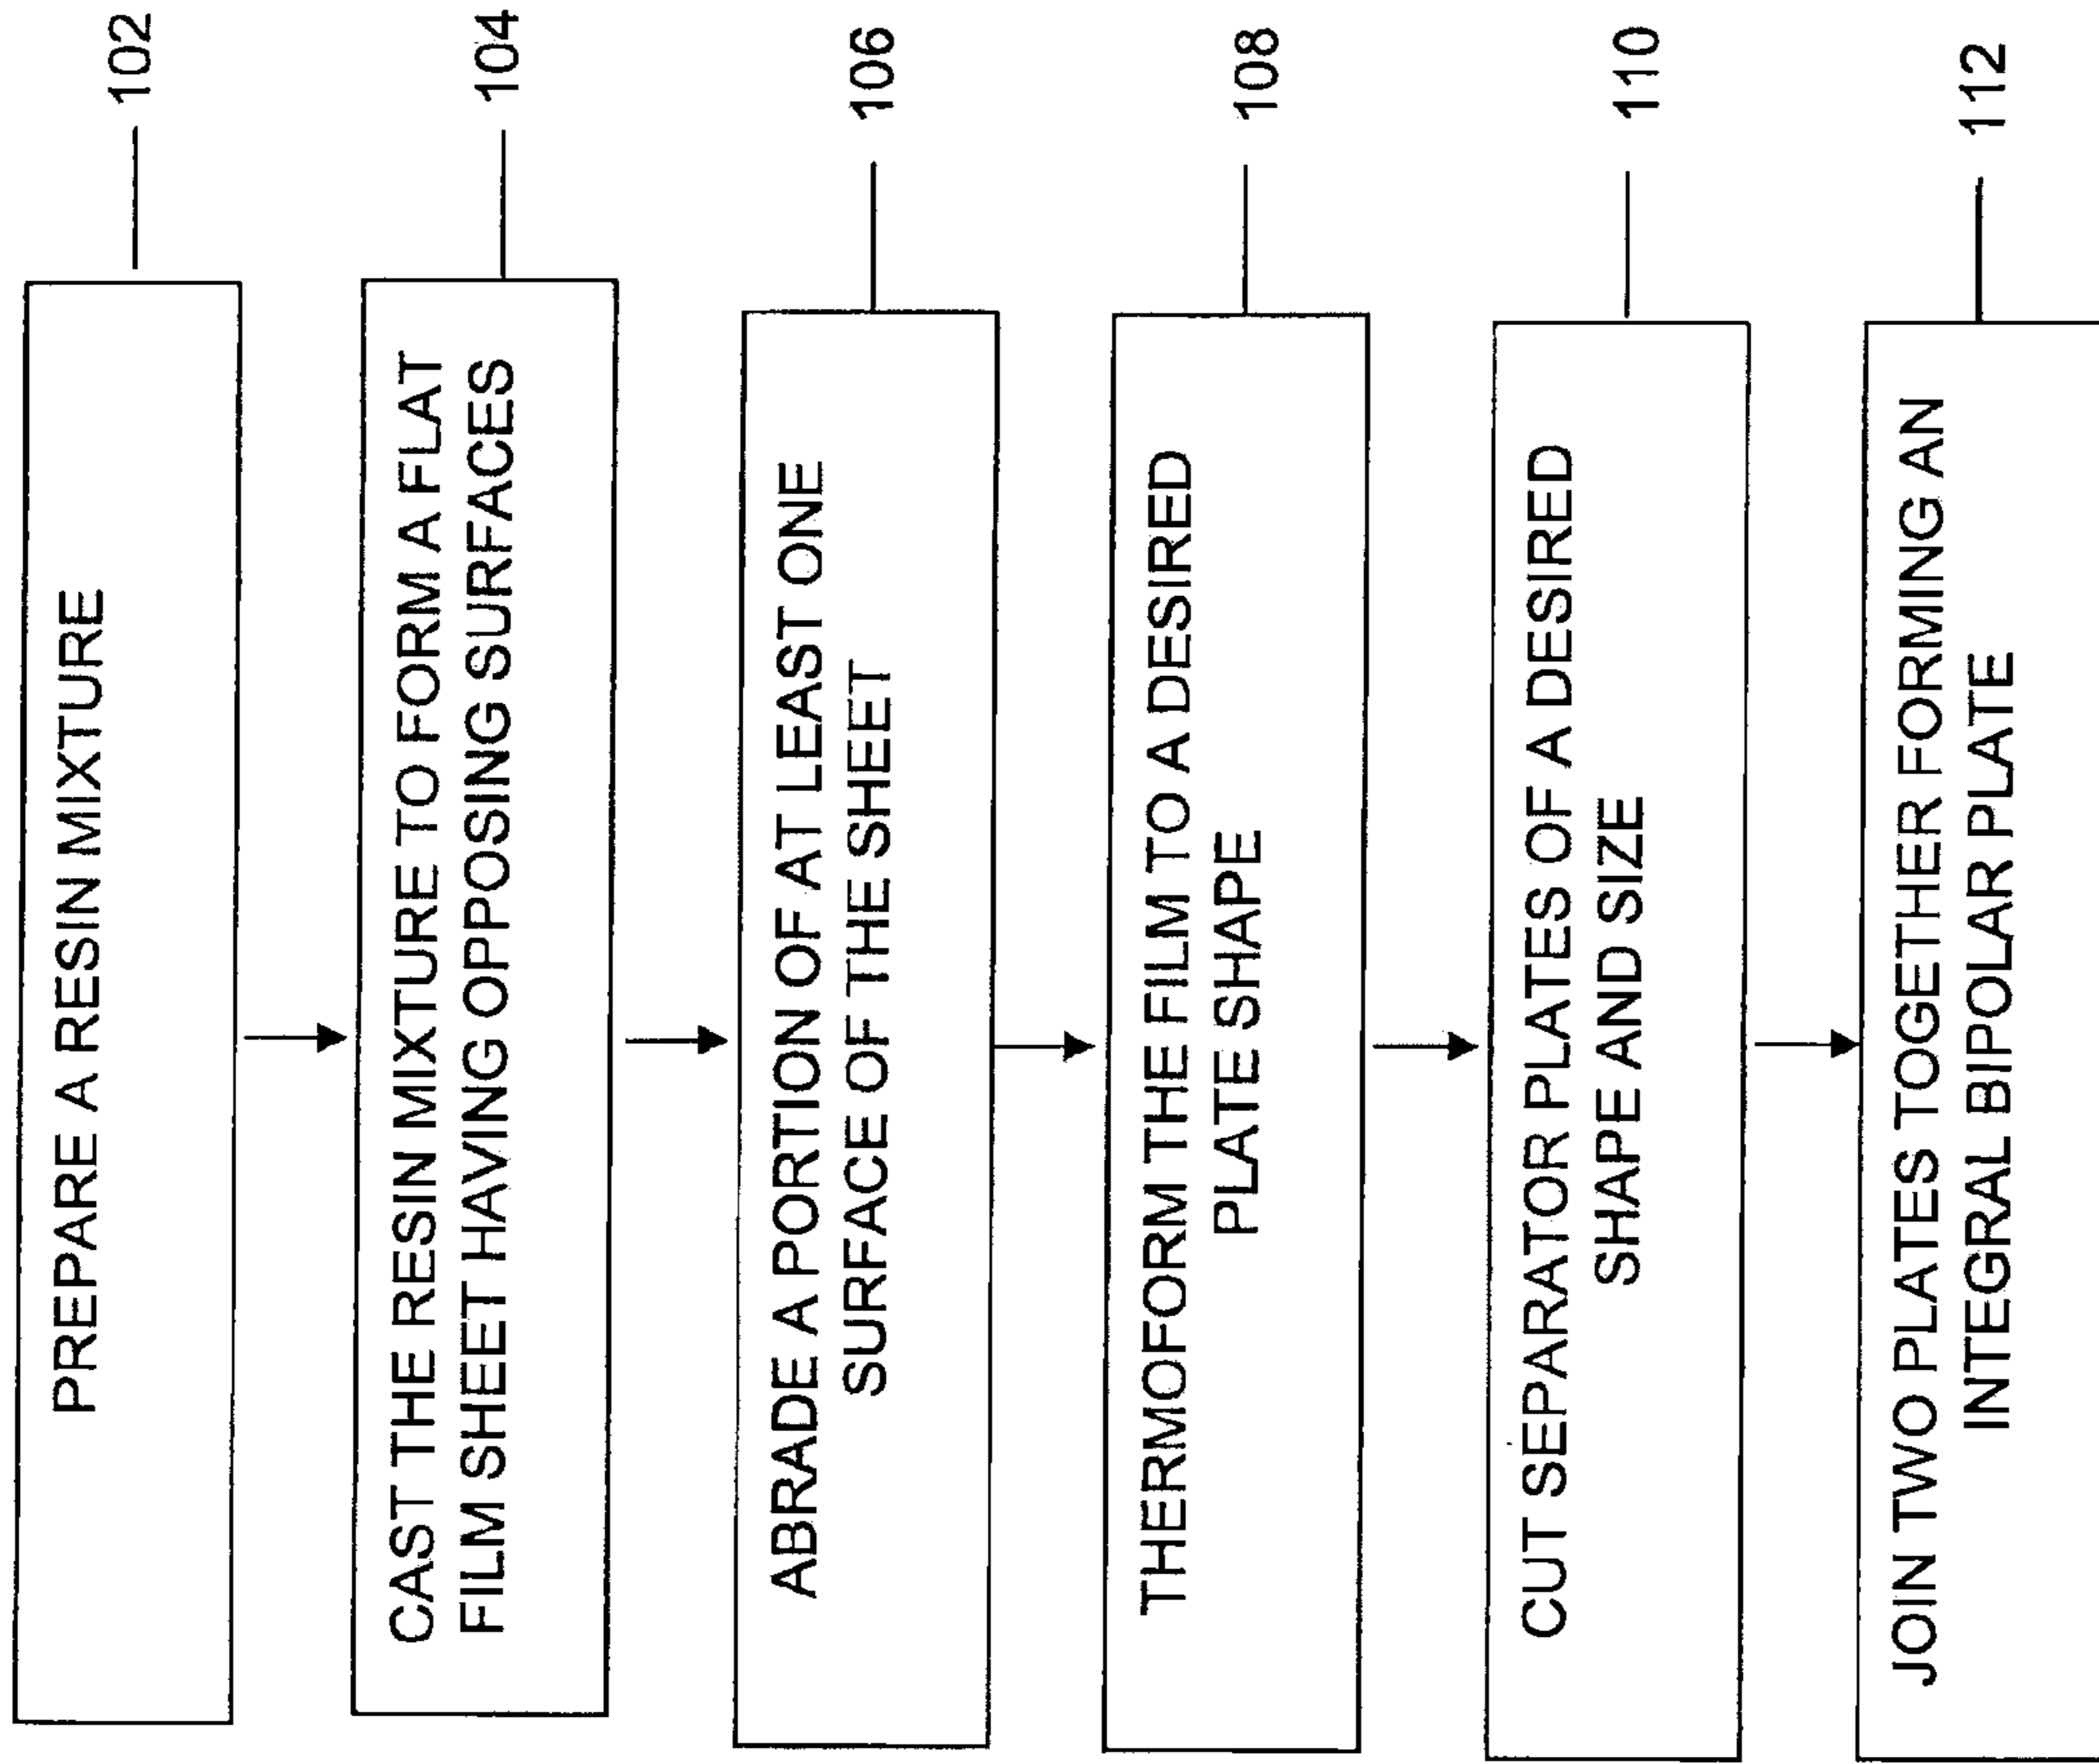 PREPARE A RESIN MIXTURE
102
CAST THE RESIN MIXTURE TO FORM A FLAT
FILM SHEET HAVING OPPOSING SURFACES
104
ABRADE A PORTION OF AT LEAST ONE
SURFACE OF THE SHEET
106
THERMOFORM THE FILM TO A DESIRED
PLATE SHAPE
108
CUT SEPARATOR PLATES OF A DESIRED
SHAPE AND SIZE
110
JOIN TWO PLATES TOGETHER FORMING AN
INTEGRAL BIPOLAR PLATE
112